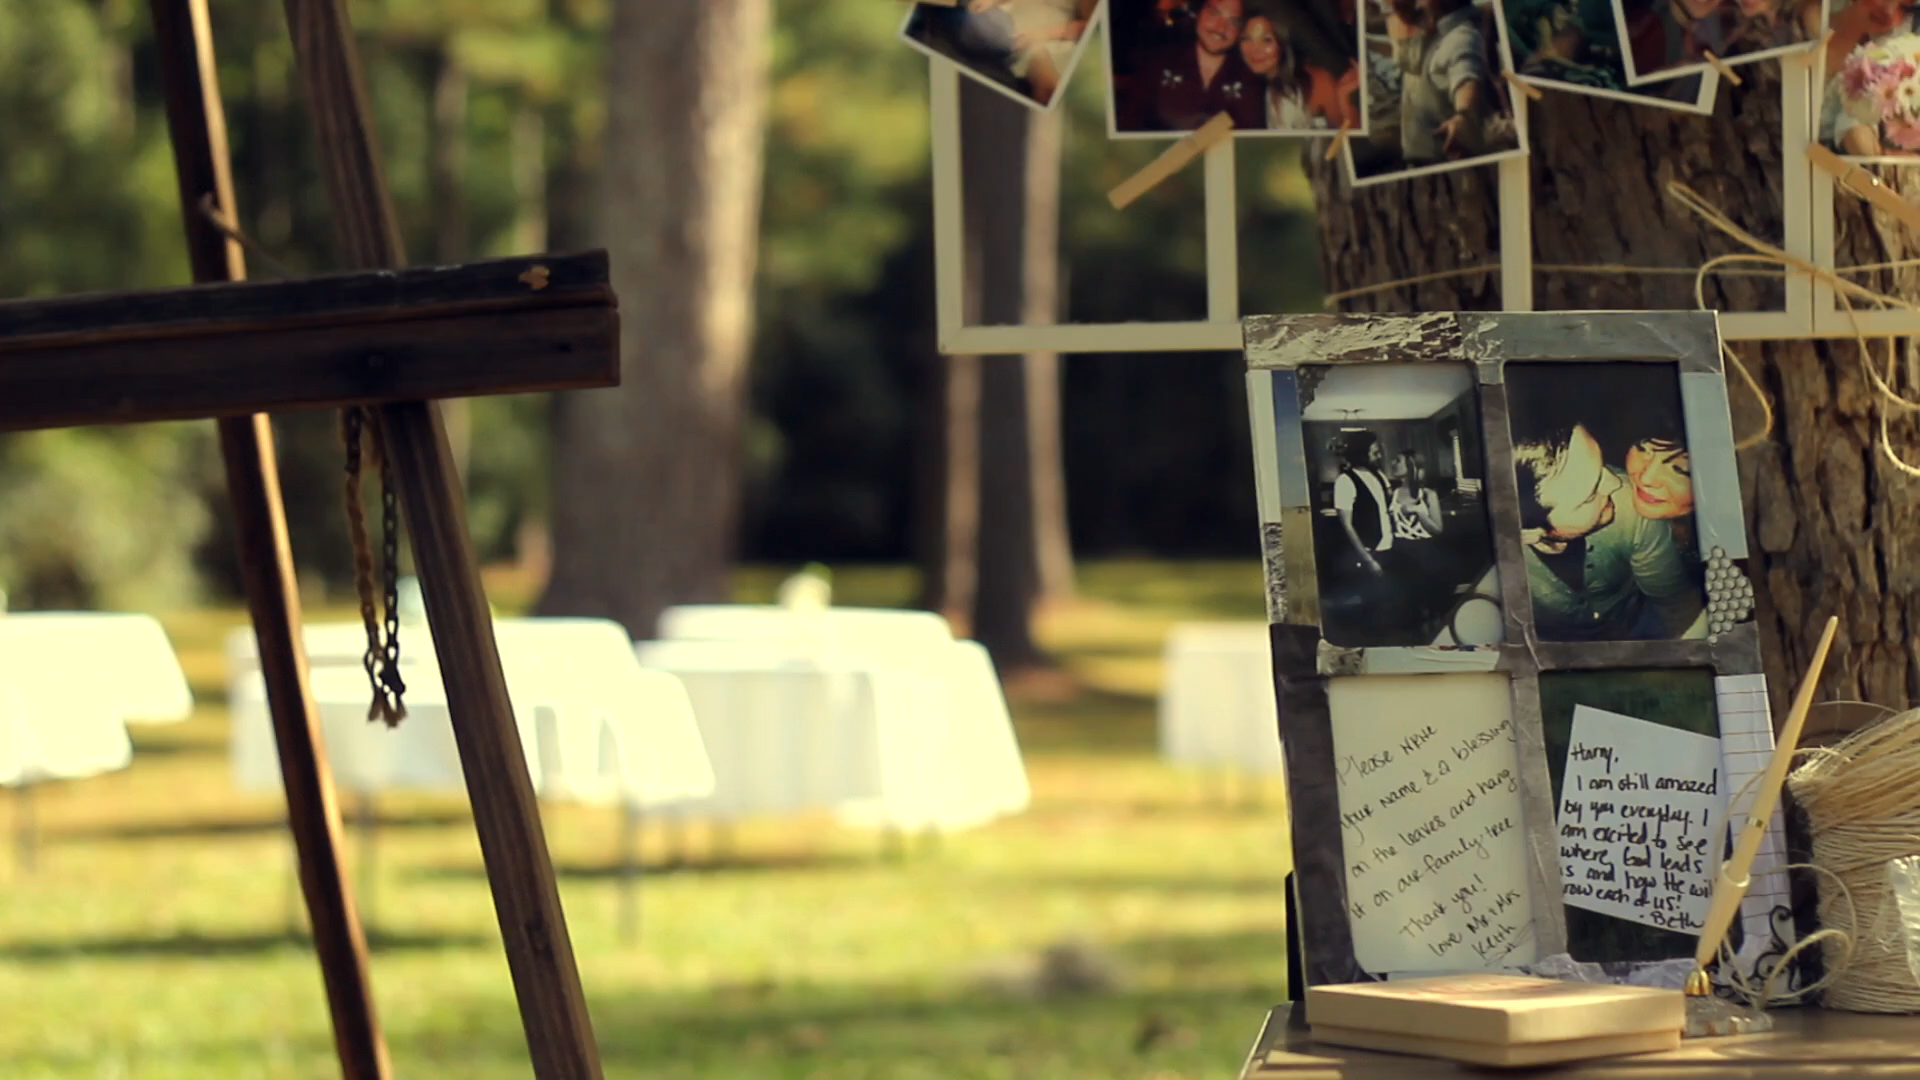 Please write
your name & a blessing
on the leaves and hang
it on our family tree
Thank you!
love Mr & Mrs
Keith
Harry,
I am still amazed
by you everyday. I
am excited to see
where God leads
us and how He will
row each of us!
- Beth